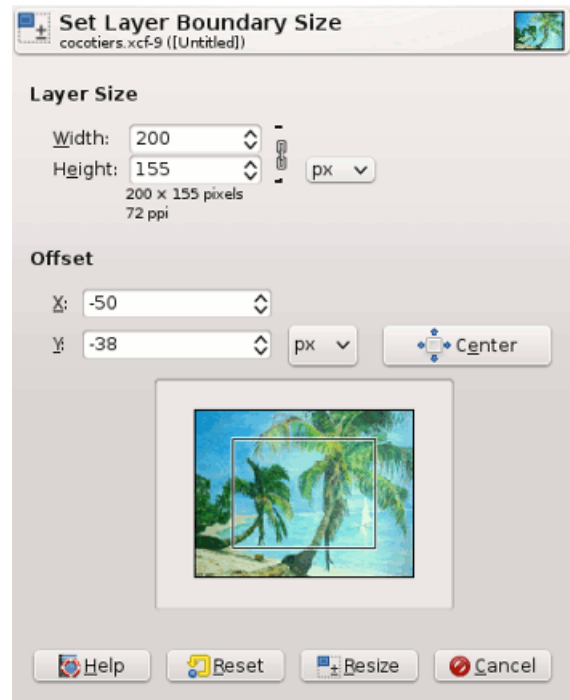 Set Layer Boundary Size
cocotiers.xcf-9 ([Untitled])
Layer Size
Width: 200
Height: 155 px
200 × 155 pixels
72 ppi
Offset
X: -50
Y: -38 px Center
Help Reset Resize Cancel